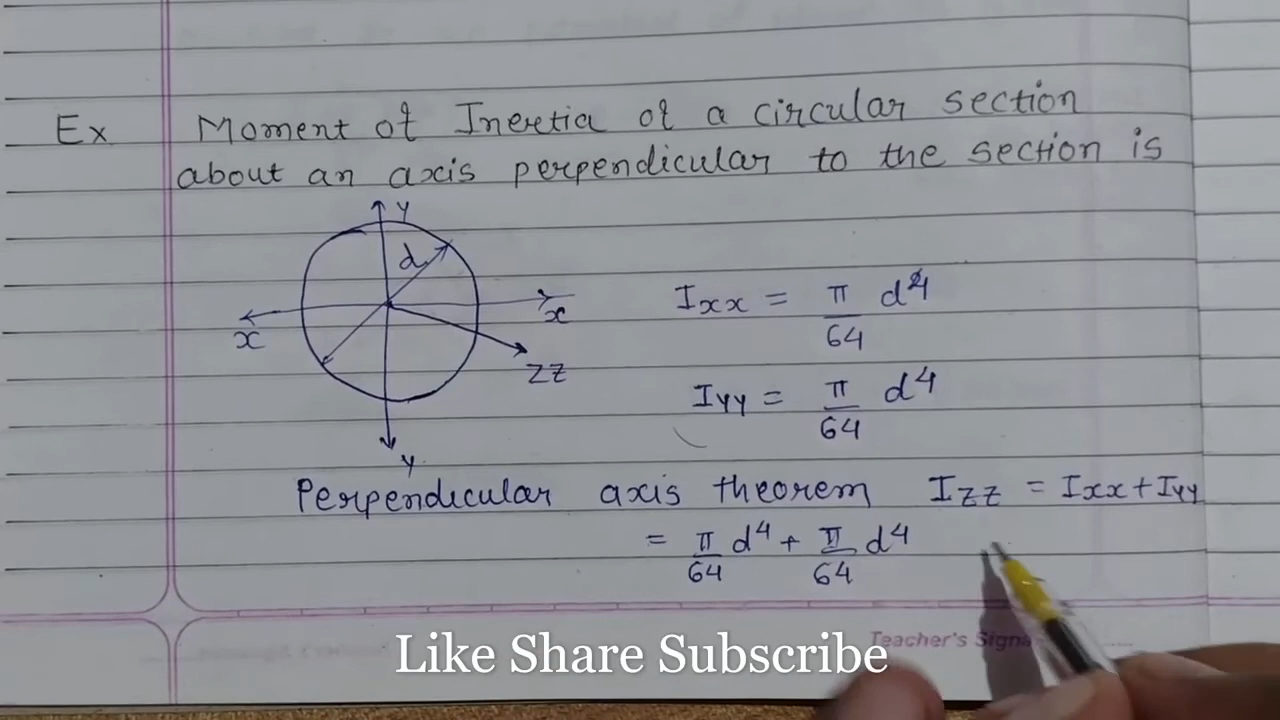 Ex Moment of Inertia of a circular section
about an axis perpendicular to the section is
y
d
x x
zz
y
Ixx = π/64 d⁴
Iyy = π/64 d⁴
Perpendicular axis theorem Izz = Ixx + Iyy
= π/64 d⁴ + π/64 d⁴
Teacher's
Like Share Subscribe